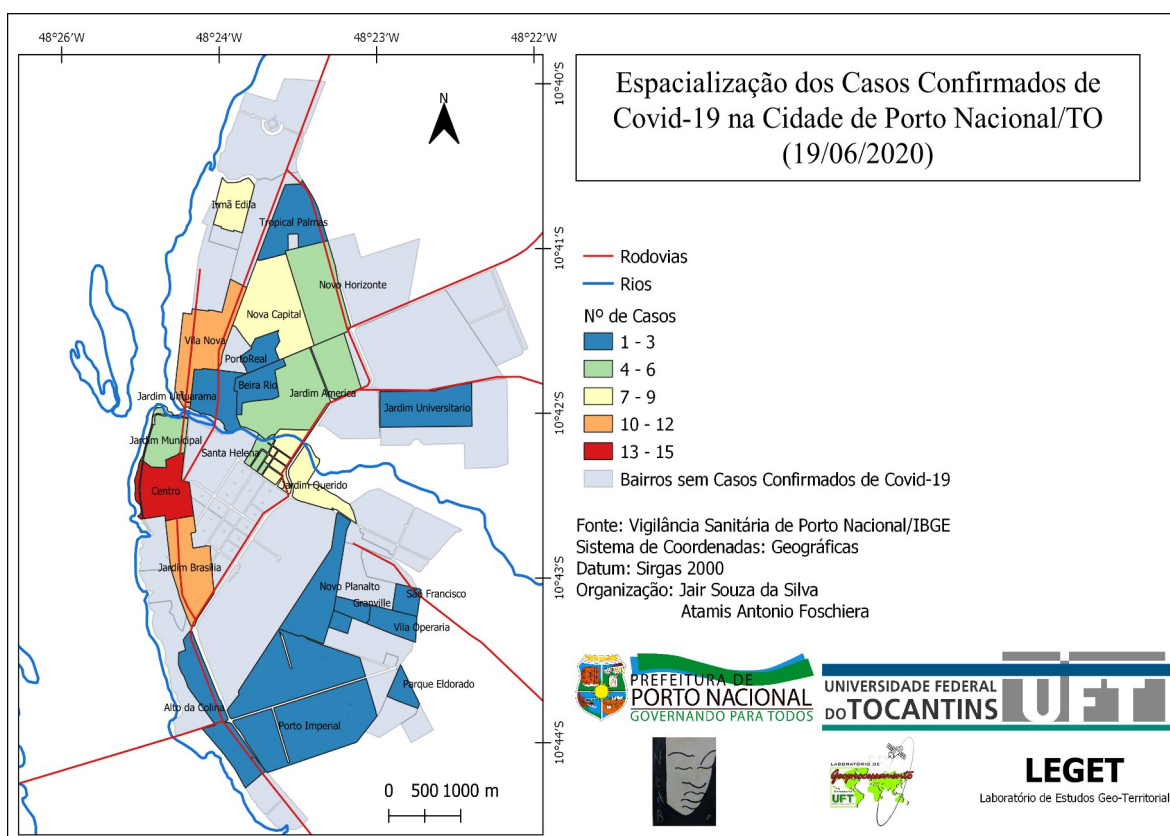 48°26'W 48°24'W 48°23'W 48°22'W
Espacialização dos Casos Confirmados de
Covid-19 na Cidade de Porto Nacional/TO
(19/06/2020)
10°40'S
10°41'S
10°42'S
10°43'S
10°44'S
N
Irmã Edila
Tropical Palmas
Novo Horizonte
Nova Capital
Vila Nova
PortoReal
Beira Rio
Jardim America
Jardim Umuarama
Jardim Universitario
Jardim Municipal
Santa Helena
Jardim Querido
Centro
Jardim Brasília
Novo Planalto
São Francisco
Granville
Vila Operaria
Parque Eldorado
Alto da Colina
Porto Imperial
0 500 1000 m
Rodovias
Rios
Nº de Casos
1 - 3
4 - 6
7 - 9
10 - 12
13 - 15
Bairros sem Casos Confirmados de Covid-19
Fonte: Vigilância Sanitária de Porto Nacional/IBGE
Sistema de Coordenadas: Geográficas
Datum: Sirgas 2000
Organização: Jair Souza da Silva
Atamis Antonio Foschiera
PREFEITURA DE
PORTO NACIONAL
GOVERNANDO PARA TODOS
UNIVERSIDADE FEDERAL
DO TOCANTINS
UFT
LABORATÓRIO DE
Geoprocessamento
UFT
LEGET
Laboratório de Estudos Geo-Territoriais